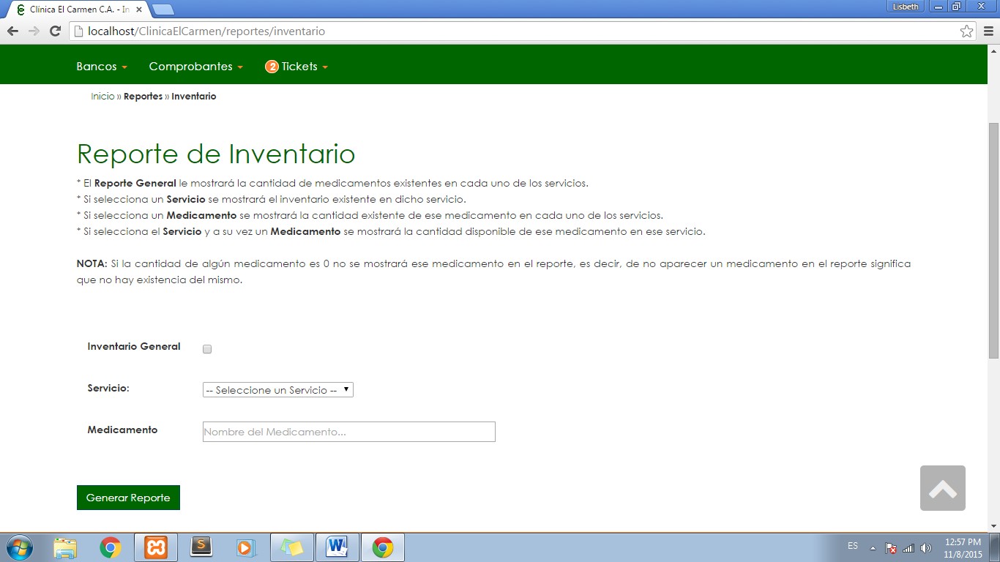 Clínica El Carmen C.A. - In
Lisbeth
localhost/ClinicaElCarmen/reportes/inventario
Bancos Comprobantes 2 Tickets
Inicio » Reportes » Inventario
Reporte de Inventario
* El Reporte General le mostrará la cantidad de medicamentos existentes en cada uno de los servicios.
* Si selecciona un Servicio se mostrará el inventario existente en dicho servicio.
* Si selecciona un Medicamento se mostrará la cantidad existente de ese medicamento en cada uno de los servicios.
* Si selecciona el Servicio y a su vez un Medicamento se mostrará la cantidad disponible de ese medicamento en ese servicio.
NOTA: Si la cantidad de algún medicamento es 0 no se mostrará ese medicamento en el reporte, es decir, de no aparecer un medicamento en el reporte significa
que no hay existencia del mismo.
Inventario General
Servicio: -- Seleccione un Servicio --
Medicamento Nombre del Medicamento...
Generar Reporte
ES
12:57 PM
11/8/2015